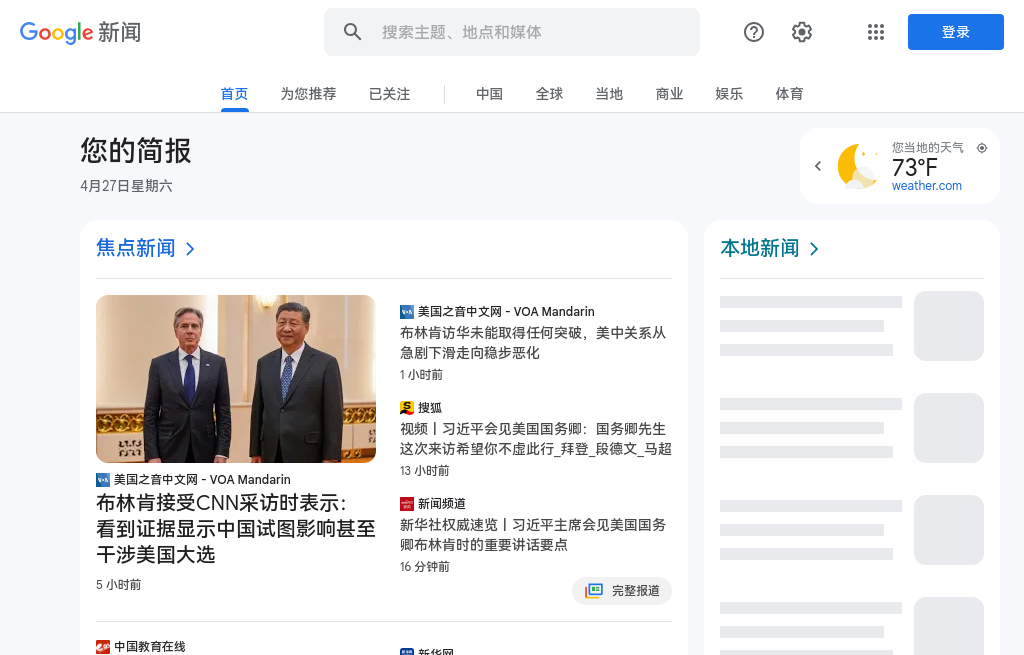 Google 新闻
搜索主题、地点和媒体
登录
首页
为您推荐
已关注
中国
全球
当地
商业
娱乐
体育
您的简报
4月27日星期六
您当地的天气
73°F
weather.com
焦点新闻
美国之音中文网 - VOA Mandarin
布林肯接受CNN采访时表示：
看到证据显示中国试图影响甚至
干涉美国大选
5 小时前
美国之音中文网 - VOA Mandarin
布林肯访华未能取得任何突破，美中关系从
急剧下滑走向稳步恶化
1 小时前
搜狐
视频丨习近平会见美国国务卿：国务卿先生
这次来访希望你不虚此行_拜登_段德文_马超
13 小时前
新闻频道
新华社权威速览丨习近平主席会见美国国务
卿布林肯时的重要讲话要点
16 分钟前
完整报道
中国教育在线
新华网
本地新闻